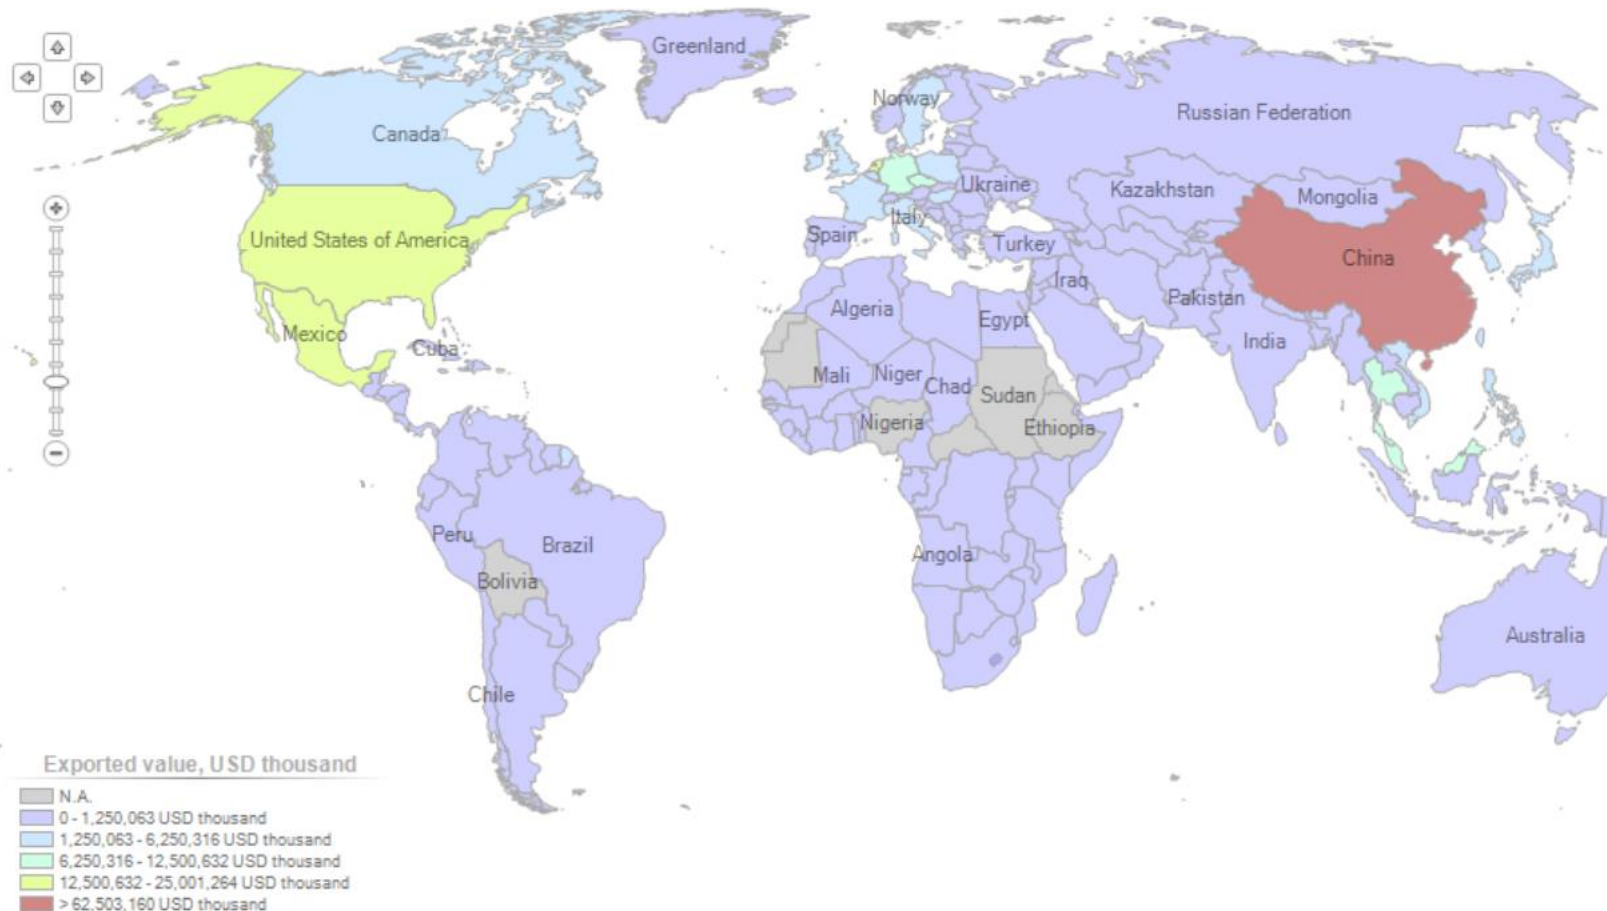 Greenland
Norway
Russian Federation
Canada
Ukraine
Kazakhstan
Mongolia
Italy
Spain
Turkey
United States of America
China
Iraq
Pakistan
Algeria
Egypt
Mexico
India
Cuba
Mali
Niger
Chad
Sudan
Nigeria
Ethiopia
Peru
Brazil
Angola
Bolivia
Australia
Chile
Exported value, USD thousand
N.A.
0 - 1,250,063 USD thousand
1,250,063 - 6,250,316 USD thousand
6,250,316 - 12,500,632 USD thousand
12,500,632 - 25,001,264 USD thousand
> 62,503,160 USD thousand